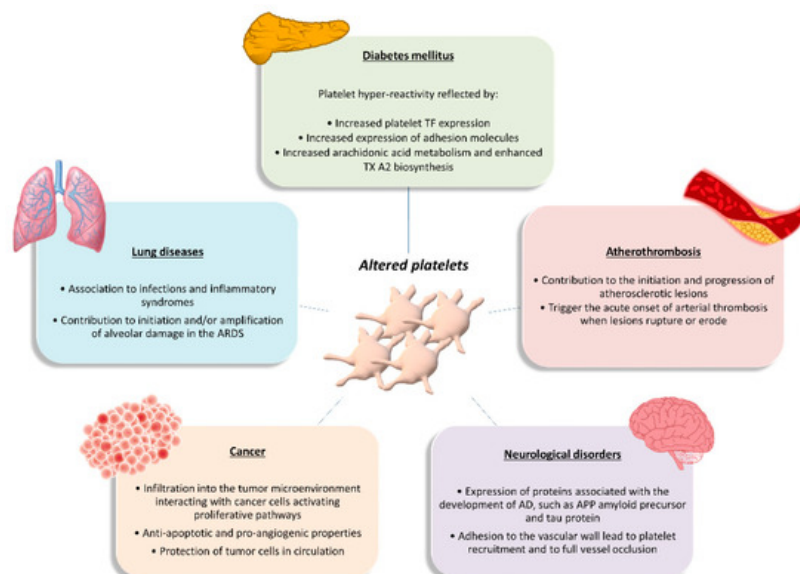 Diabetes mellitus
Platelet hyper-reactivity reflected by:
• Increased platelet TF expression
• Increased expression of adhesion molecules
• Increased arachidonic acid metabolism and enhanced
TX A2 biosynthesis
Lung diseases
• Association to infections and inflammatory
syndromes
• Contribution to initiation and/or amplification
of alveolar damage in the ARDS
Altered platelets
Atherothrombosis
• Contribution to the initiation and progression of
atherosclerotic lesions
• Trigger the acute onset of arterial thrombosis
when lesions rupture or erode
Cancer
• Infiltration into the tumor microenvironment
interacting with cancer cells activating
proliferative pathways
• Anti-apoptotic and pro-angiogenic properties
• Protection of tumor cells in circulation
Neurological disorders
• Expression of proteins associated with the
development of AD, such as APP amyloid precursor
and tau protein
• Adhesion to the vascular wall lead to platelet
recruitment and to full vessel occlusion